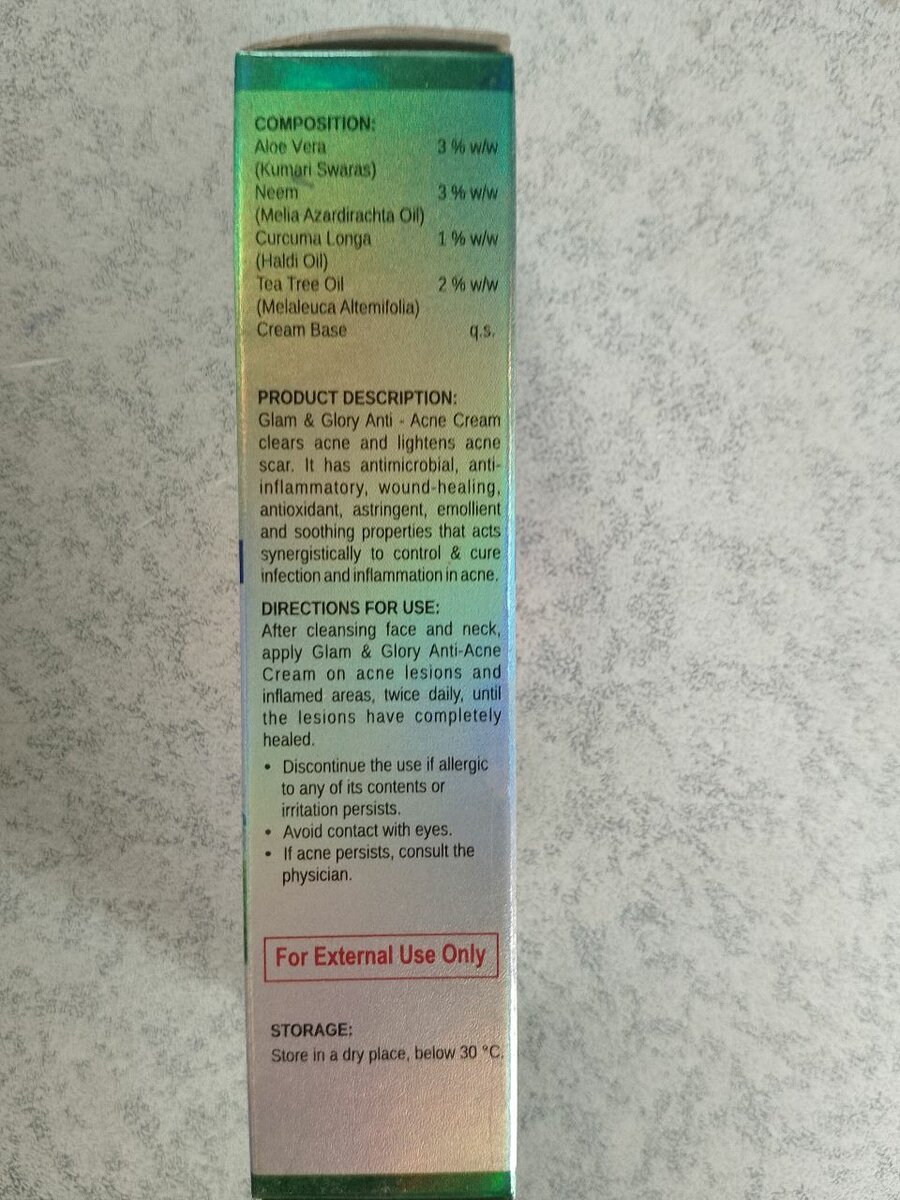 COMPOSITION:
Aloe Vera 3 % w/w
(Kumari Swaras)
Neem 3 % w/w
(Melia Azardirachta Oil)
Curcuma Longa 1 % w/w
(Haldi Oil)
Tea Tree Oil 2 % w/w
(Melaleuca Altemifolia)
Cream Base q.s.
PRODUCT DESCRIPTION:
Glam & Glory Anti - Acne Cream
clears acne and lightens acne
scar. It has antimicrobial, anti-
inflammatory, wound-healing,
antioxidant, astringent, emollient
and soothing properties that acts
synergistically to control & cure
infection and inflammation in acne.
DIRECTIONS FOR USE:
After cleansing face and neck,
apply Glam & Glory Anti-Acne
Cream on acne lesions and
inflamed areas, twice daily, until
the lesions have completely
healed.
• Discontinue the use if allergic
to any of its contents or
irritation persists.
• Avoid contact with eyes.
• If acne persists, consult the
physician.
For External Use Only
STORAGE:
Store in a dry place, below 30 °C.